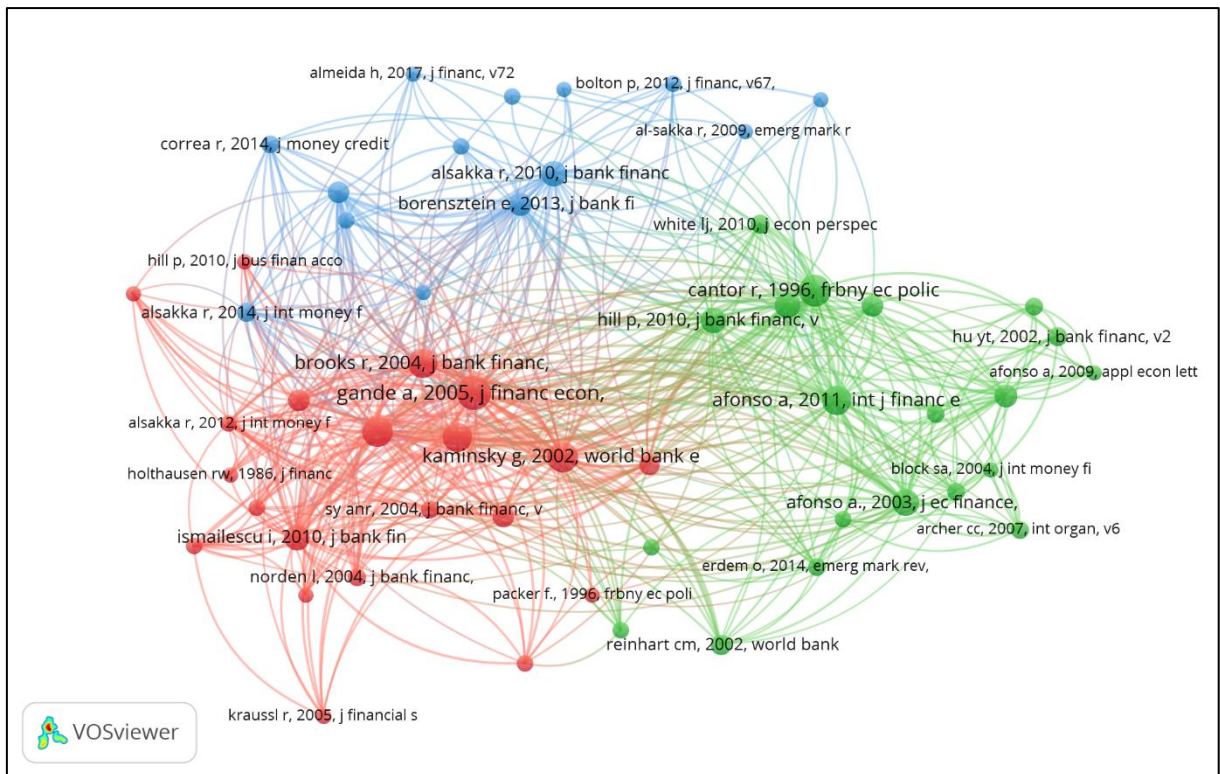 almeida h, 2017, j financ, v72
bolton p, 2012, j financ, v67,
al-sakka r, 2009, emerg mark r
correa r, 2014, j money credit
alsakka r, 2010, j bank financ
borensztein e, 2013, j bank fi
white lj, 2010, j econ perspec
hill p, 2010, j bus finan acco
cantor r, 1996, frbny ec polic
alsakka r, 2014, j int money f
hill p, 2010, j bank financ, v
hu yt, 2002, j bank financ, v2
brooks r, 2004, j bank financ,
afonso a, 2009, appl econ lett
gande a, 2005, j financ econ,
afonso a, 2011, int j financ e
alsakka r, 2012, j int money f
kaminsky g, 2002, world bank e
block sa, 2004, j int money fi
holthausen rw, 1986, j financ
afonso a., 2003, j ec finance,
sy anr, 2004, j bank financ, v
archer cc, 2007, int organ, v6
ismailescu i, 2010, j bank fin
erdem o, 2014, emerg mark rev,
norden l, 2004, j bank financ,
packer f., 1996, frbny ec poli
reinhart cm, 2002, world bank
kraussl r, 2005, j financial s
VOSviewer